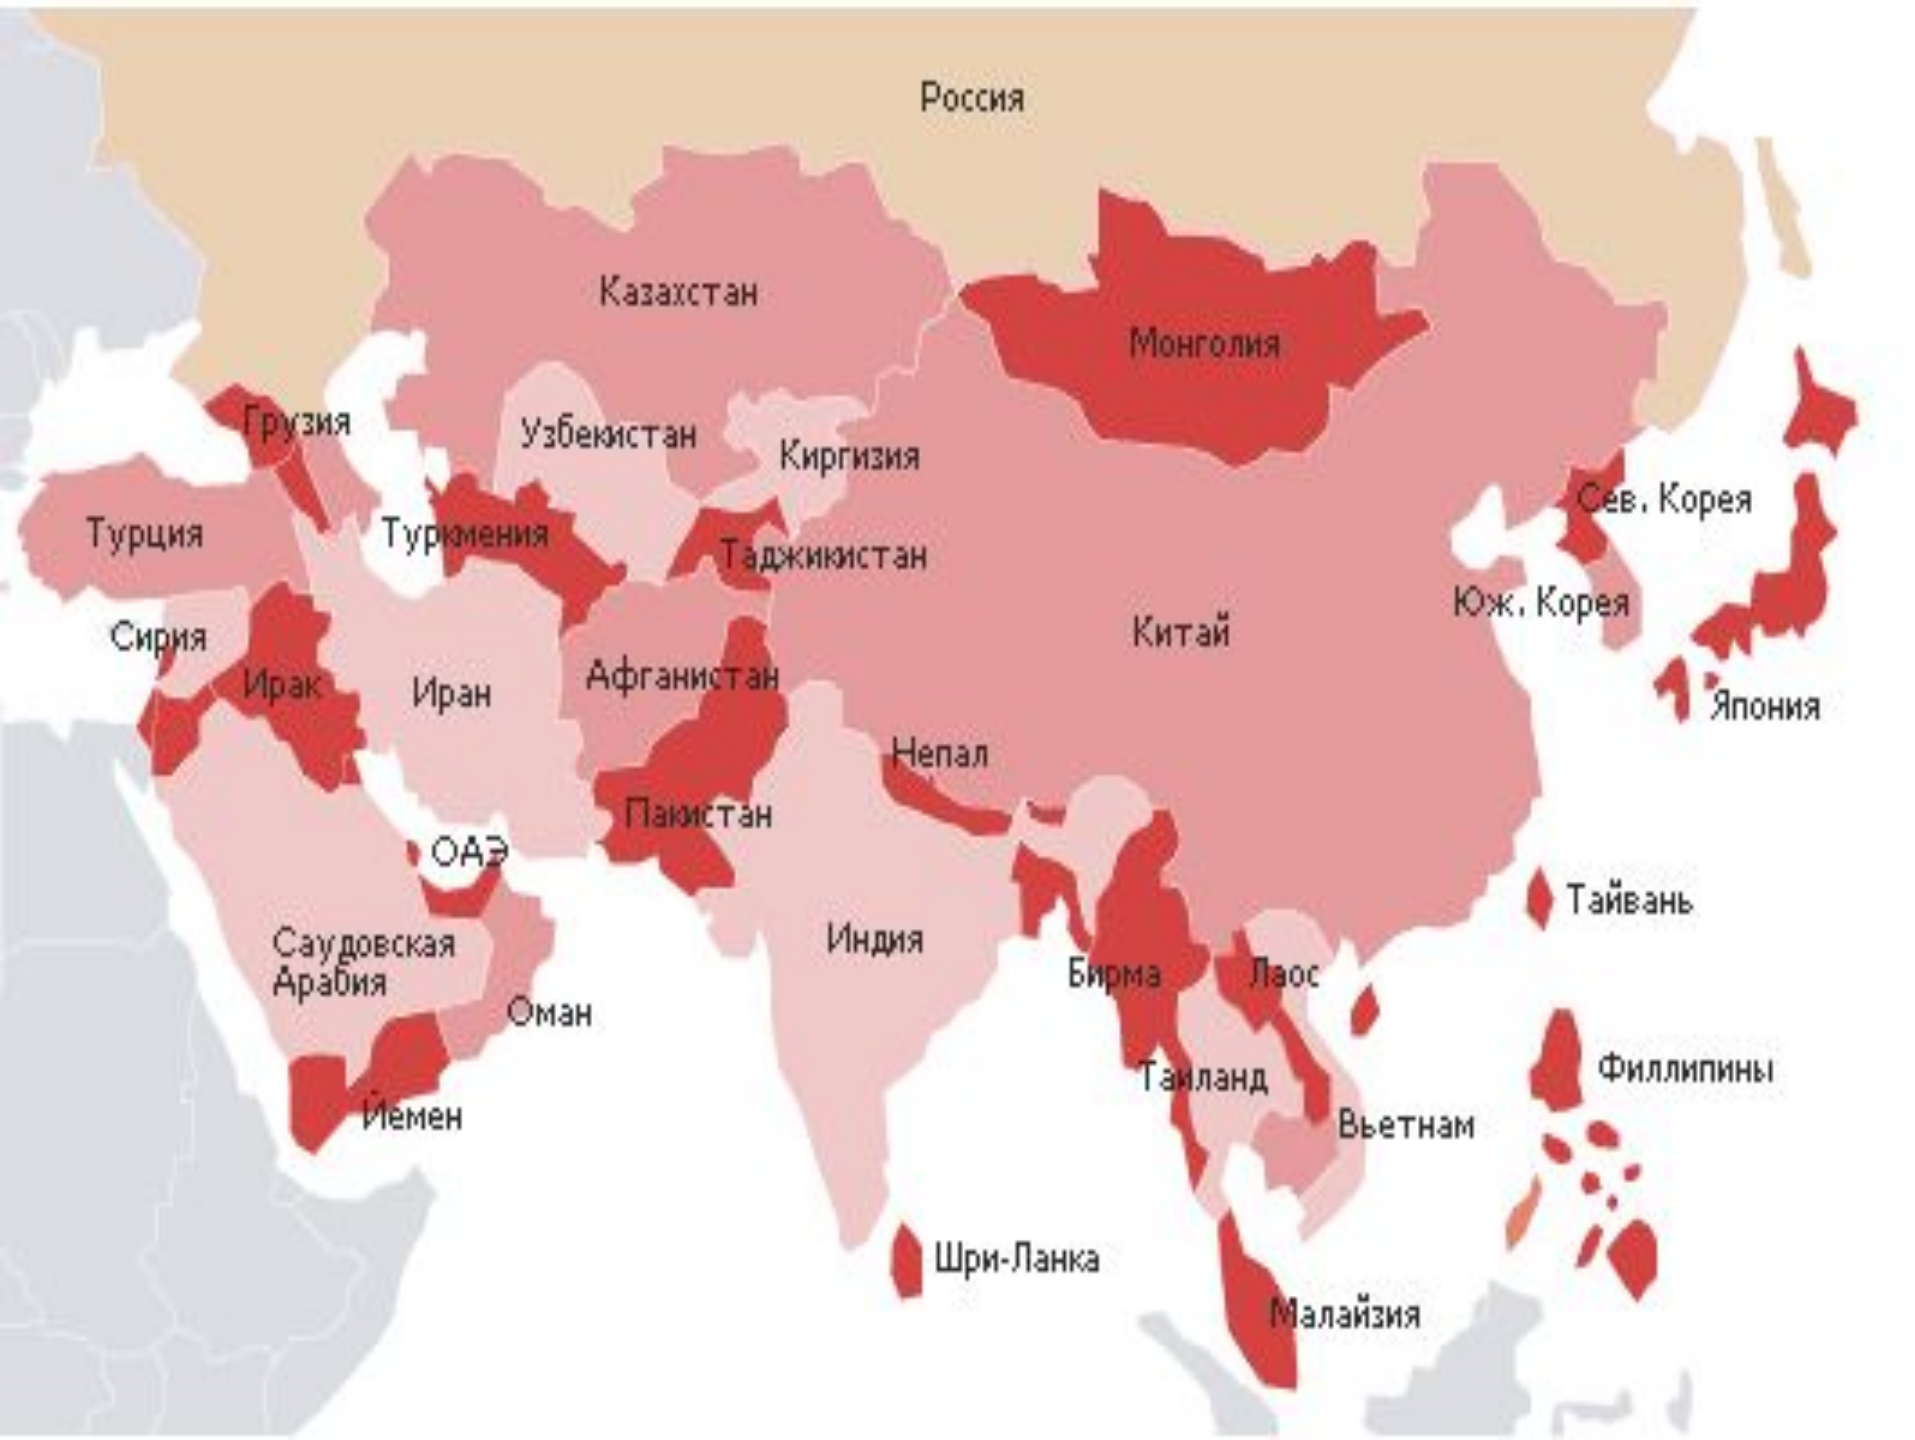 Россия
Казахстан
Монголия
Грузия
Узбекистан
Киргизия
Турция
Туркмения
Таджикистан
Сев. Корея
Юж. Корея
Сирия
Китай
Ирак
Иран
Афганистан
Япония
Непал
Пакистан
ОАЭ
Тайвань
Саудовская
Арабия
Индия
Бирма
Лаос
Оман
Таиланд
Филлипины
Йемен
Вьетнам
Шри-Ланка
Малайзия